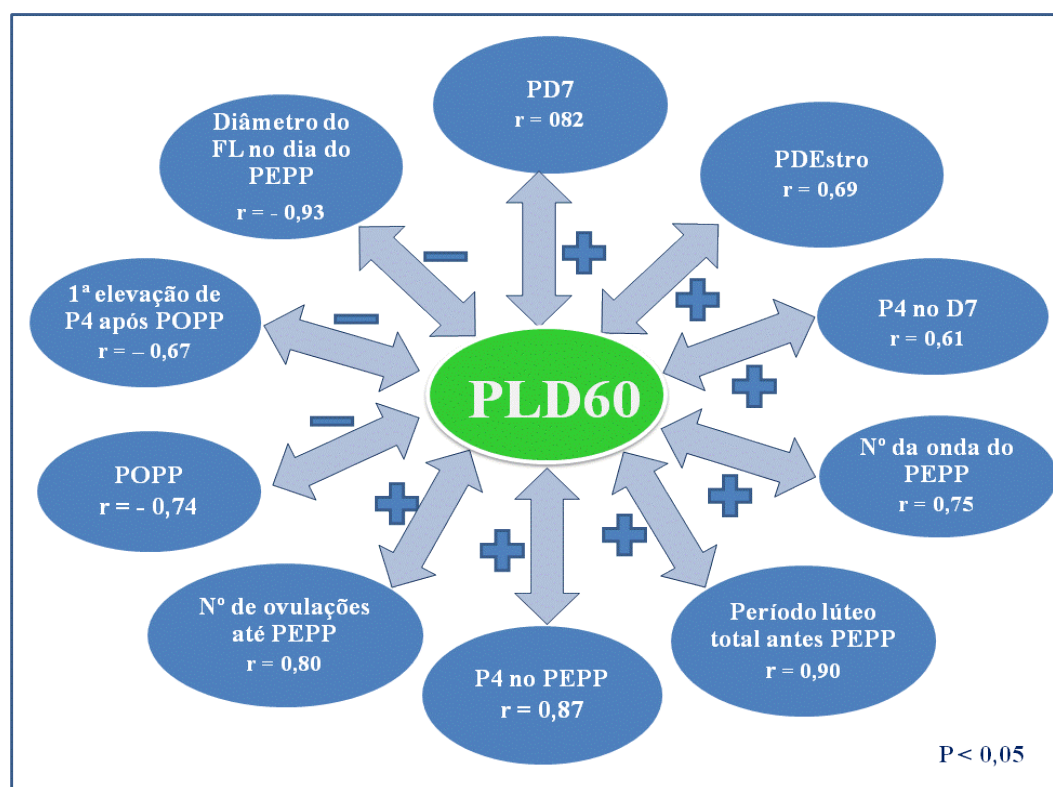 PD7
r = 082
PDEstro
r = 0,69
P4 no D7
r = 0,61
Nº da onda do
PEPP
r = 0,75
Período lúteo
total antes PEPP
r = 0,90
P4 no PEPP
r = 0,87
Nº de ovulações
até PEPP
r = 0,80
POPP
r = - 0,74
1ª elevação de
P4 após POPP
r = – 0,67
Diâmetro do
FL no dia do
PEPP
r = - 0,93
PLD60
P < 0,05